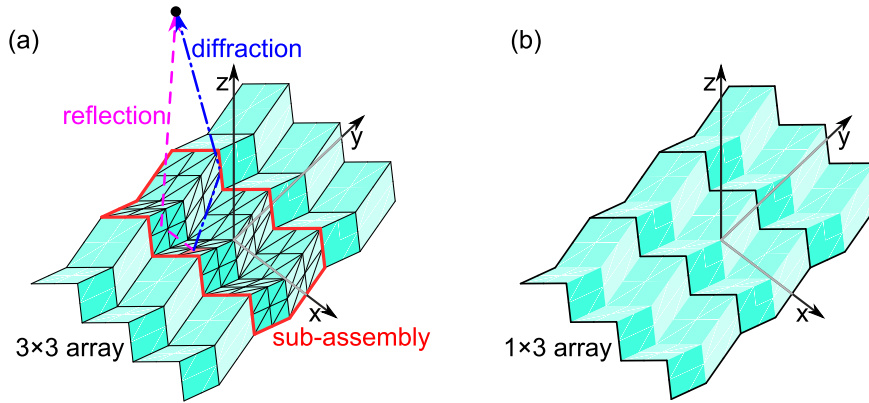 (a)
diffraction
z
reflection
y
x
sub-assembly
3×3 array
(b)
z
y
x
1×3 array